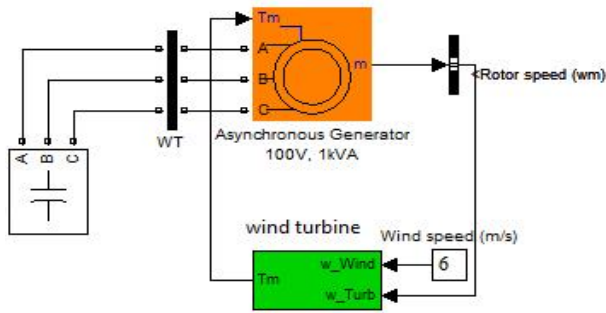 Tm
A
B
C
m
<Rotor speed (wm)
WT
Asynchronous Generator
100V, 1kVA
A
B
C
wind turbine
Wind speed (m/s)
Tm
w_Wind
w_Turb
6